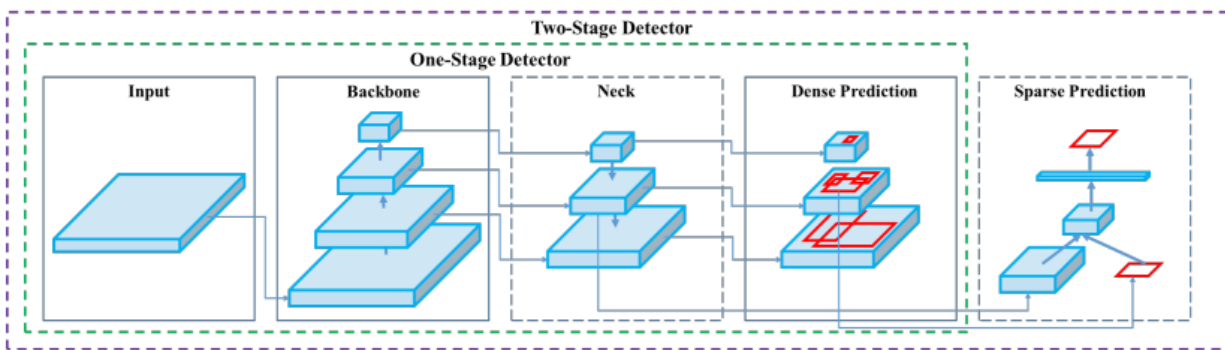 Two-Stage Detector
One-Stage Detector
Input
Backbone
Neck
Dense Prediction
Sparse Prediction